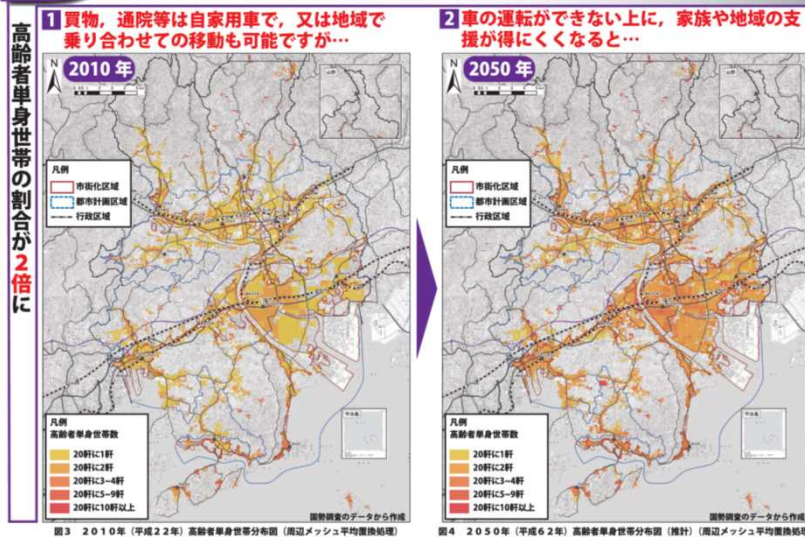 高齢者単身世帯の割合が2倍に
1 買物，通院等は自家用車で，又は地域で
乗り合わせての移動も可能ですが…
N
2010年
凡例
市街化区域
都市計画区域
行政区域
凡例
高齢者単身世帯数
20軒に1軒
20軒に2軒
20軒に3~4軒
20軒に5~9軒
20軒に10軒以上
国勢調査のデータから作成
図3 2010年（平成22年）高齢者単身世帯分布図（周辺メッシュ平均置換処理）
2 車の運転ができない上に，家族や地域の支
援が得にくくなると…
N
2050年
凡例
市街化区域
都市計画区域
行政区域
凡例
高齢者単身世帯数
20軒に1軒
20軒に2軒
20軒に3~4軒
20軒に5~9軒
20軒に10軒以上
国勢調査のデータから作成
図4 2050年（平成62年）高齢者単身世帯分布図（推計）（周辺メッシュ平均置換処